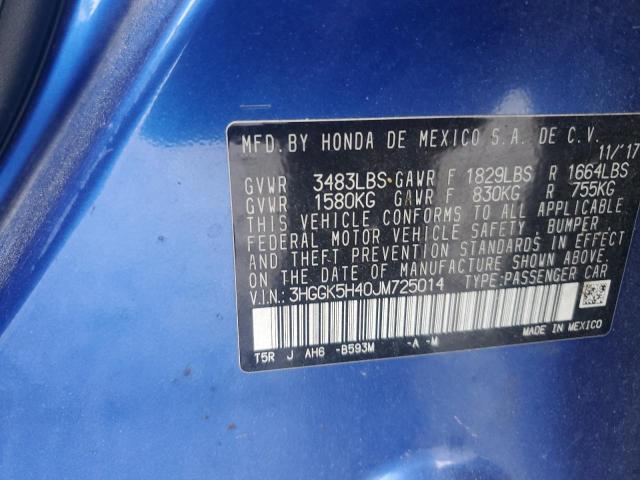 MFD. BY HONDA DE MEXICO S.A. DE C.V.
11/'17
GVWR 3483LBS GAWR F 1829LBS R 1664LBS
GVWR 1580KG GAWR F 830KG R 755KG
THIS VEHICLE CONFORMS TO ALL APPLICABLE
FEDERAL MOTOR VEHICLE SAFETY BUMPER,
AND THEFT PREVENTION STANDARDS IN EFFECT
ON THE DATE OF MANUFACTURE SHOWN ABOVE.
V.I.N.: 3HGGK5H40JM725014 TYPE:PASSENGER CAR
T5R J AH6 -B593M -A -M MADE IN MEXICO